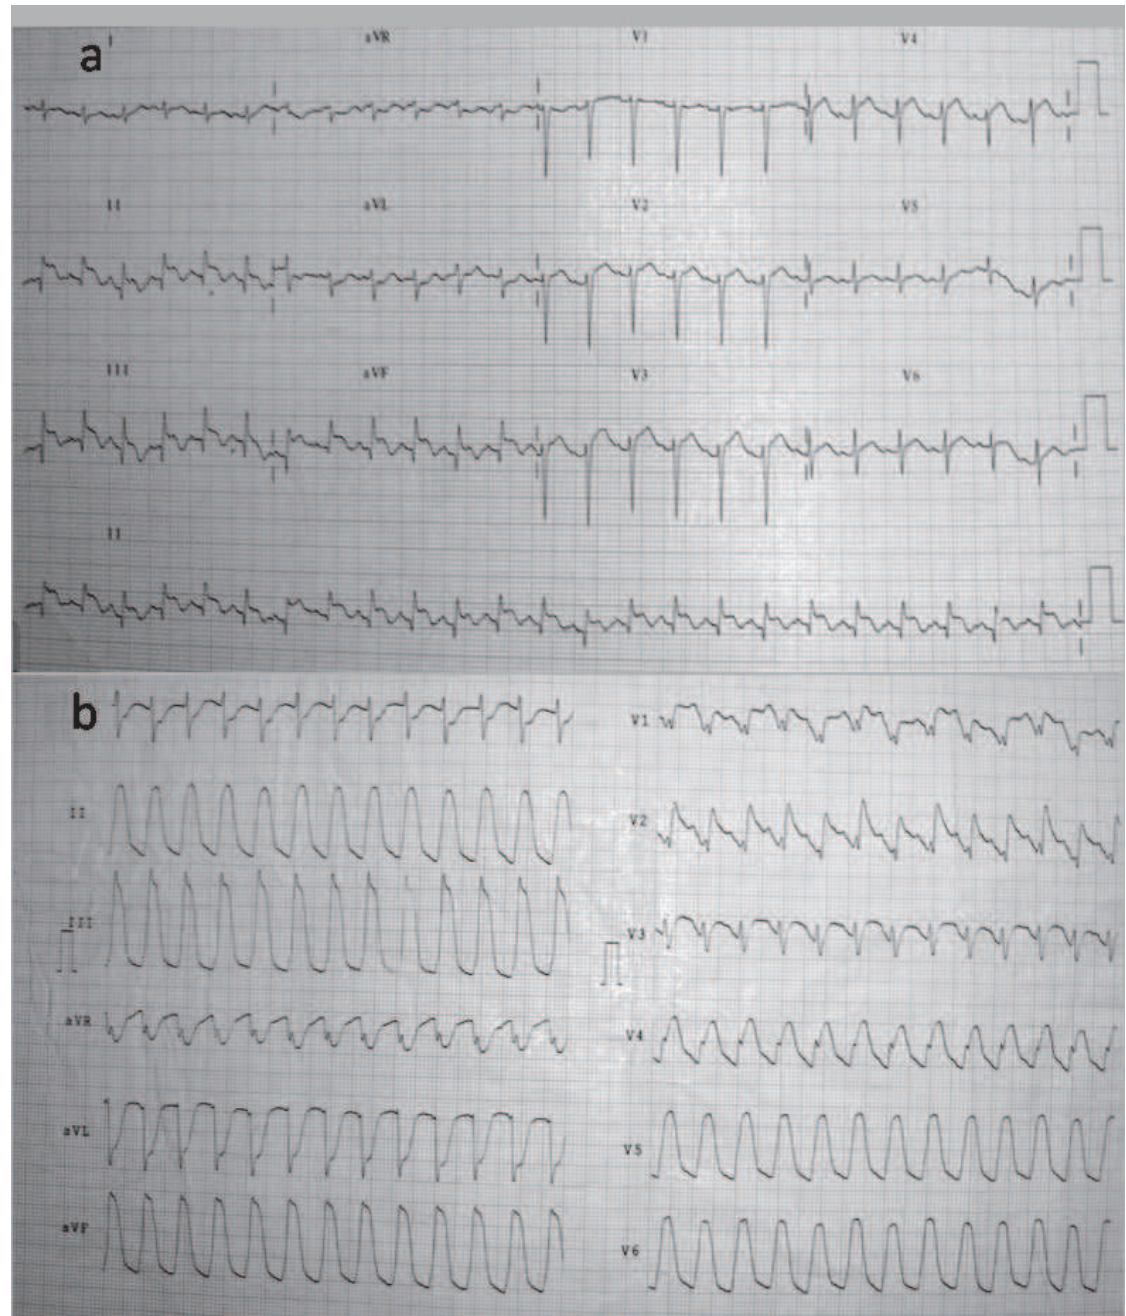 a
I aVR V1 V4
II aVL V2 V5
III aVF V3 V6
II
b
V1
II V2
III V3
aVR V4
aVL V5
aVF V6